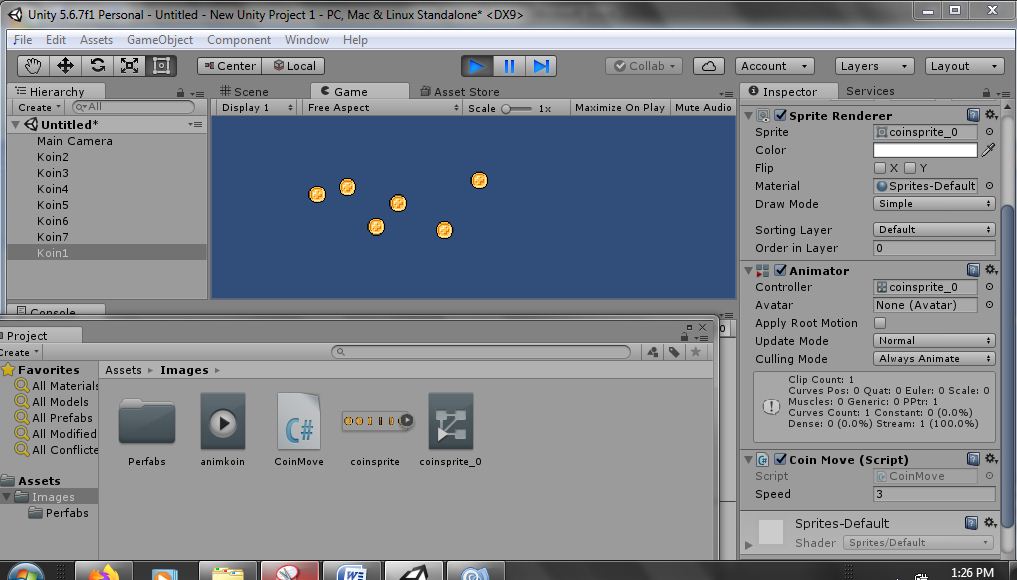 Unity 5.6.7f1 Personal - Untitled - New Unity Project 1 - PC, Mac & Linux Standalone* <DX9>
File Edit Assets GameObject Component Window Help
Center Local Collab Account Layers Layout
Hierarchy
Create All
Untitled*
Main Camera
Koin2
Koin3
Koin4
Koin5
Koin6
Koin7
Koin1
Scene Game Asset Store
Display 1 Free Aspect Scale 1x Maximize On Play Mute Audio
Console
Project
Create
Favorites
All Materials
All Models
All Prefabs
All Modified
All Conflicte
Assets
Images
Perfabs
Assets Images
Perfabs animkoin CoinMove coinsprite coinsprite_0
C#
Inspector Services
Sprite Renderer
Sprite coinsprite_0
Color
Flip X Y
Material Sprites-Default
Draw Mode Simple
Sorting Layer Default
Order in Layer 0
Animator
Controller coinsprite_0
Avatar None (Avatar)
Apply Root Motion
Update Mode Normal
Culling Mode Always Animate
Clip Count: 1
Curves Pos: 0 Quat: 0 Euler: 0 Scale: 0
Muscles: 0 Generic: 0 PPtr: 1
Curves Count: 1 Constant: 0 (0.0%)
Dense: 0 (0.0%) Stream: 1 (100.0%)
Coin Move (Script)
Script CoinMove
Speed 3
Sprites-Default
Shader Sprites/Default
1:26 PM